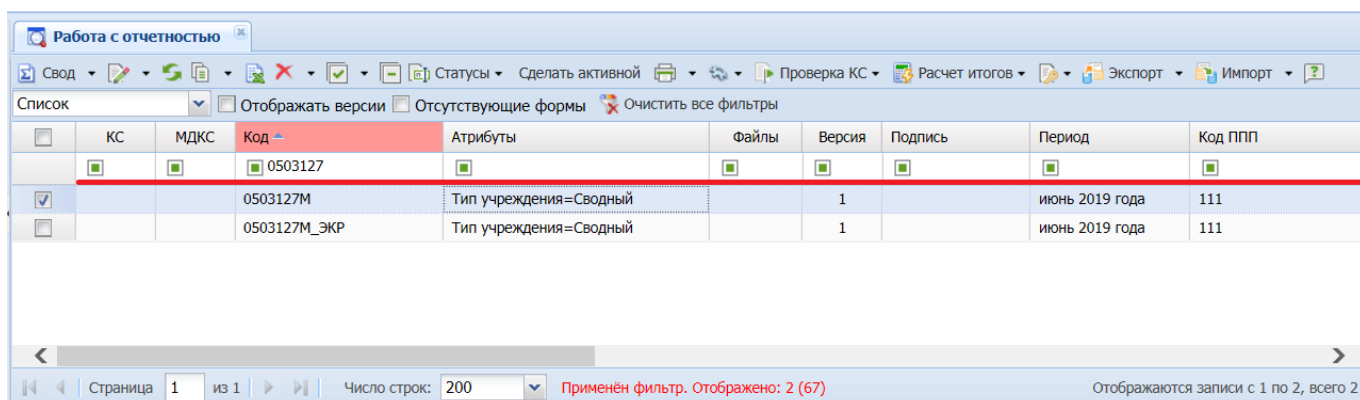 Работа с отчетностью
Свод Статусы Сделать активной Проверка КС Расчет итогов Экспорт Импорт
Список Отображать версии Отсутствующие формы Очистить все фильтры
КС МДКС Код Атрибуты Файлы Версия Подпись Период Код ППП
0503127
0503127М Тип учреждения=Сводный 1 июнь 2019 года 111
0503127М_ЭКР Тип учреждения=Сводный 1 июнь 2019 года 111
Страница 1 из 1 Число строк: 200 Применён фильтр. Отображено: 2 (67) Отображаются записи с 1 по 2, всего 2